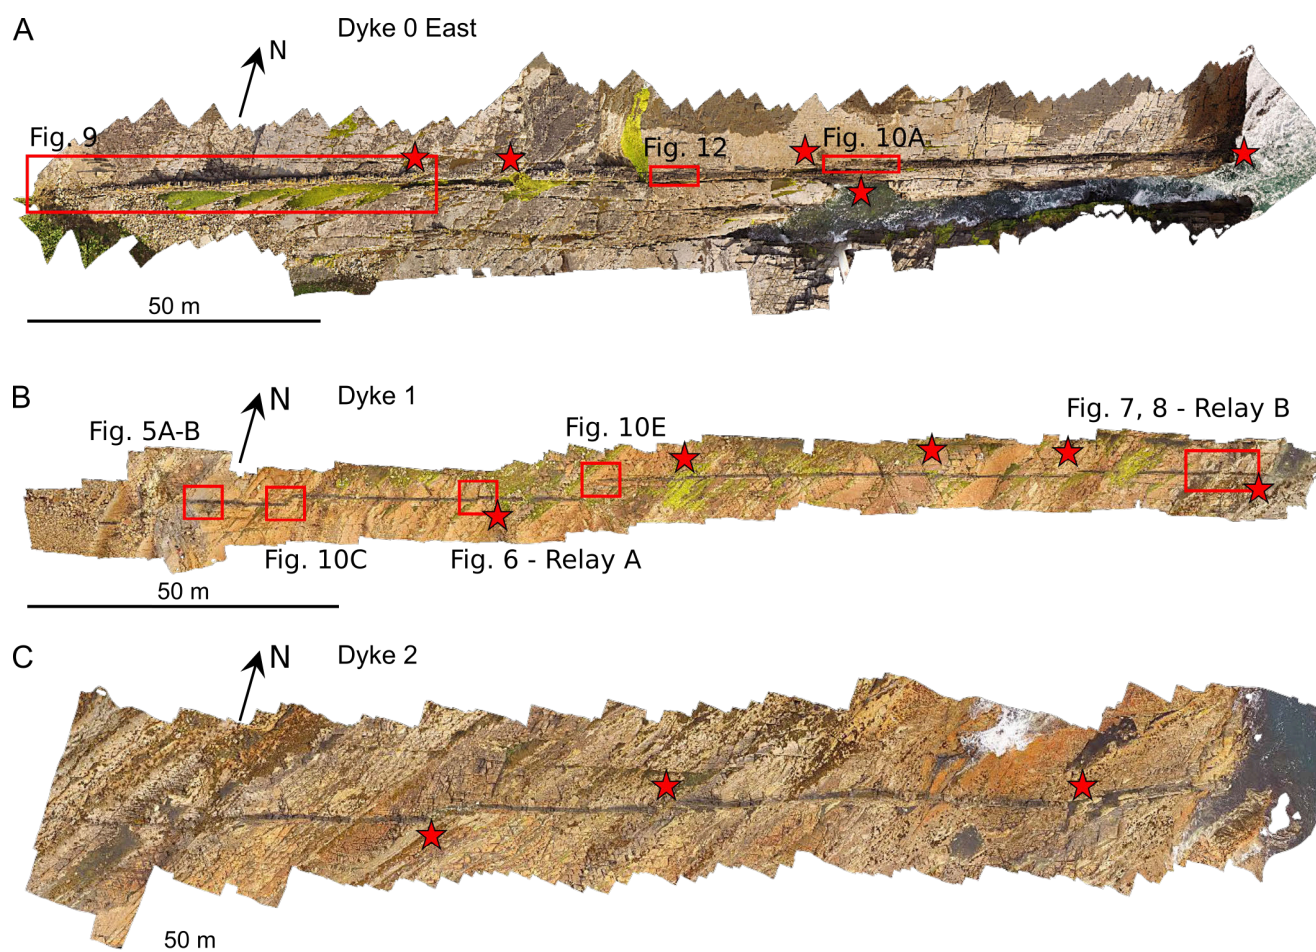 A
Dyke 0 East
N
Fig. 9
Fig. 12
Fig. 10A
50 m
B
N
Dyke 1
Fig. 5A-B
Fig. 10E
Fig. 7, 8 - Relay B
Fig. 10C
Fig. 6 - Relay A
50 m
C
N
Dyke 2
50 m